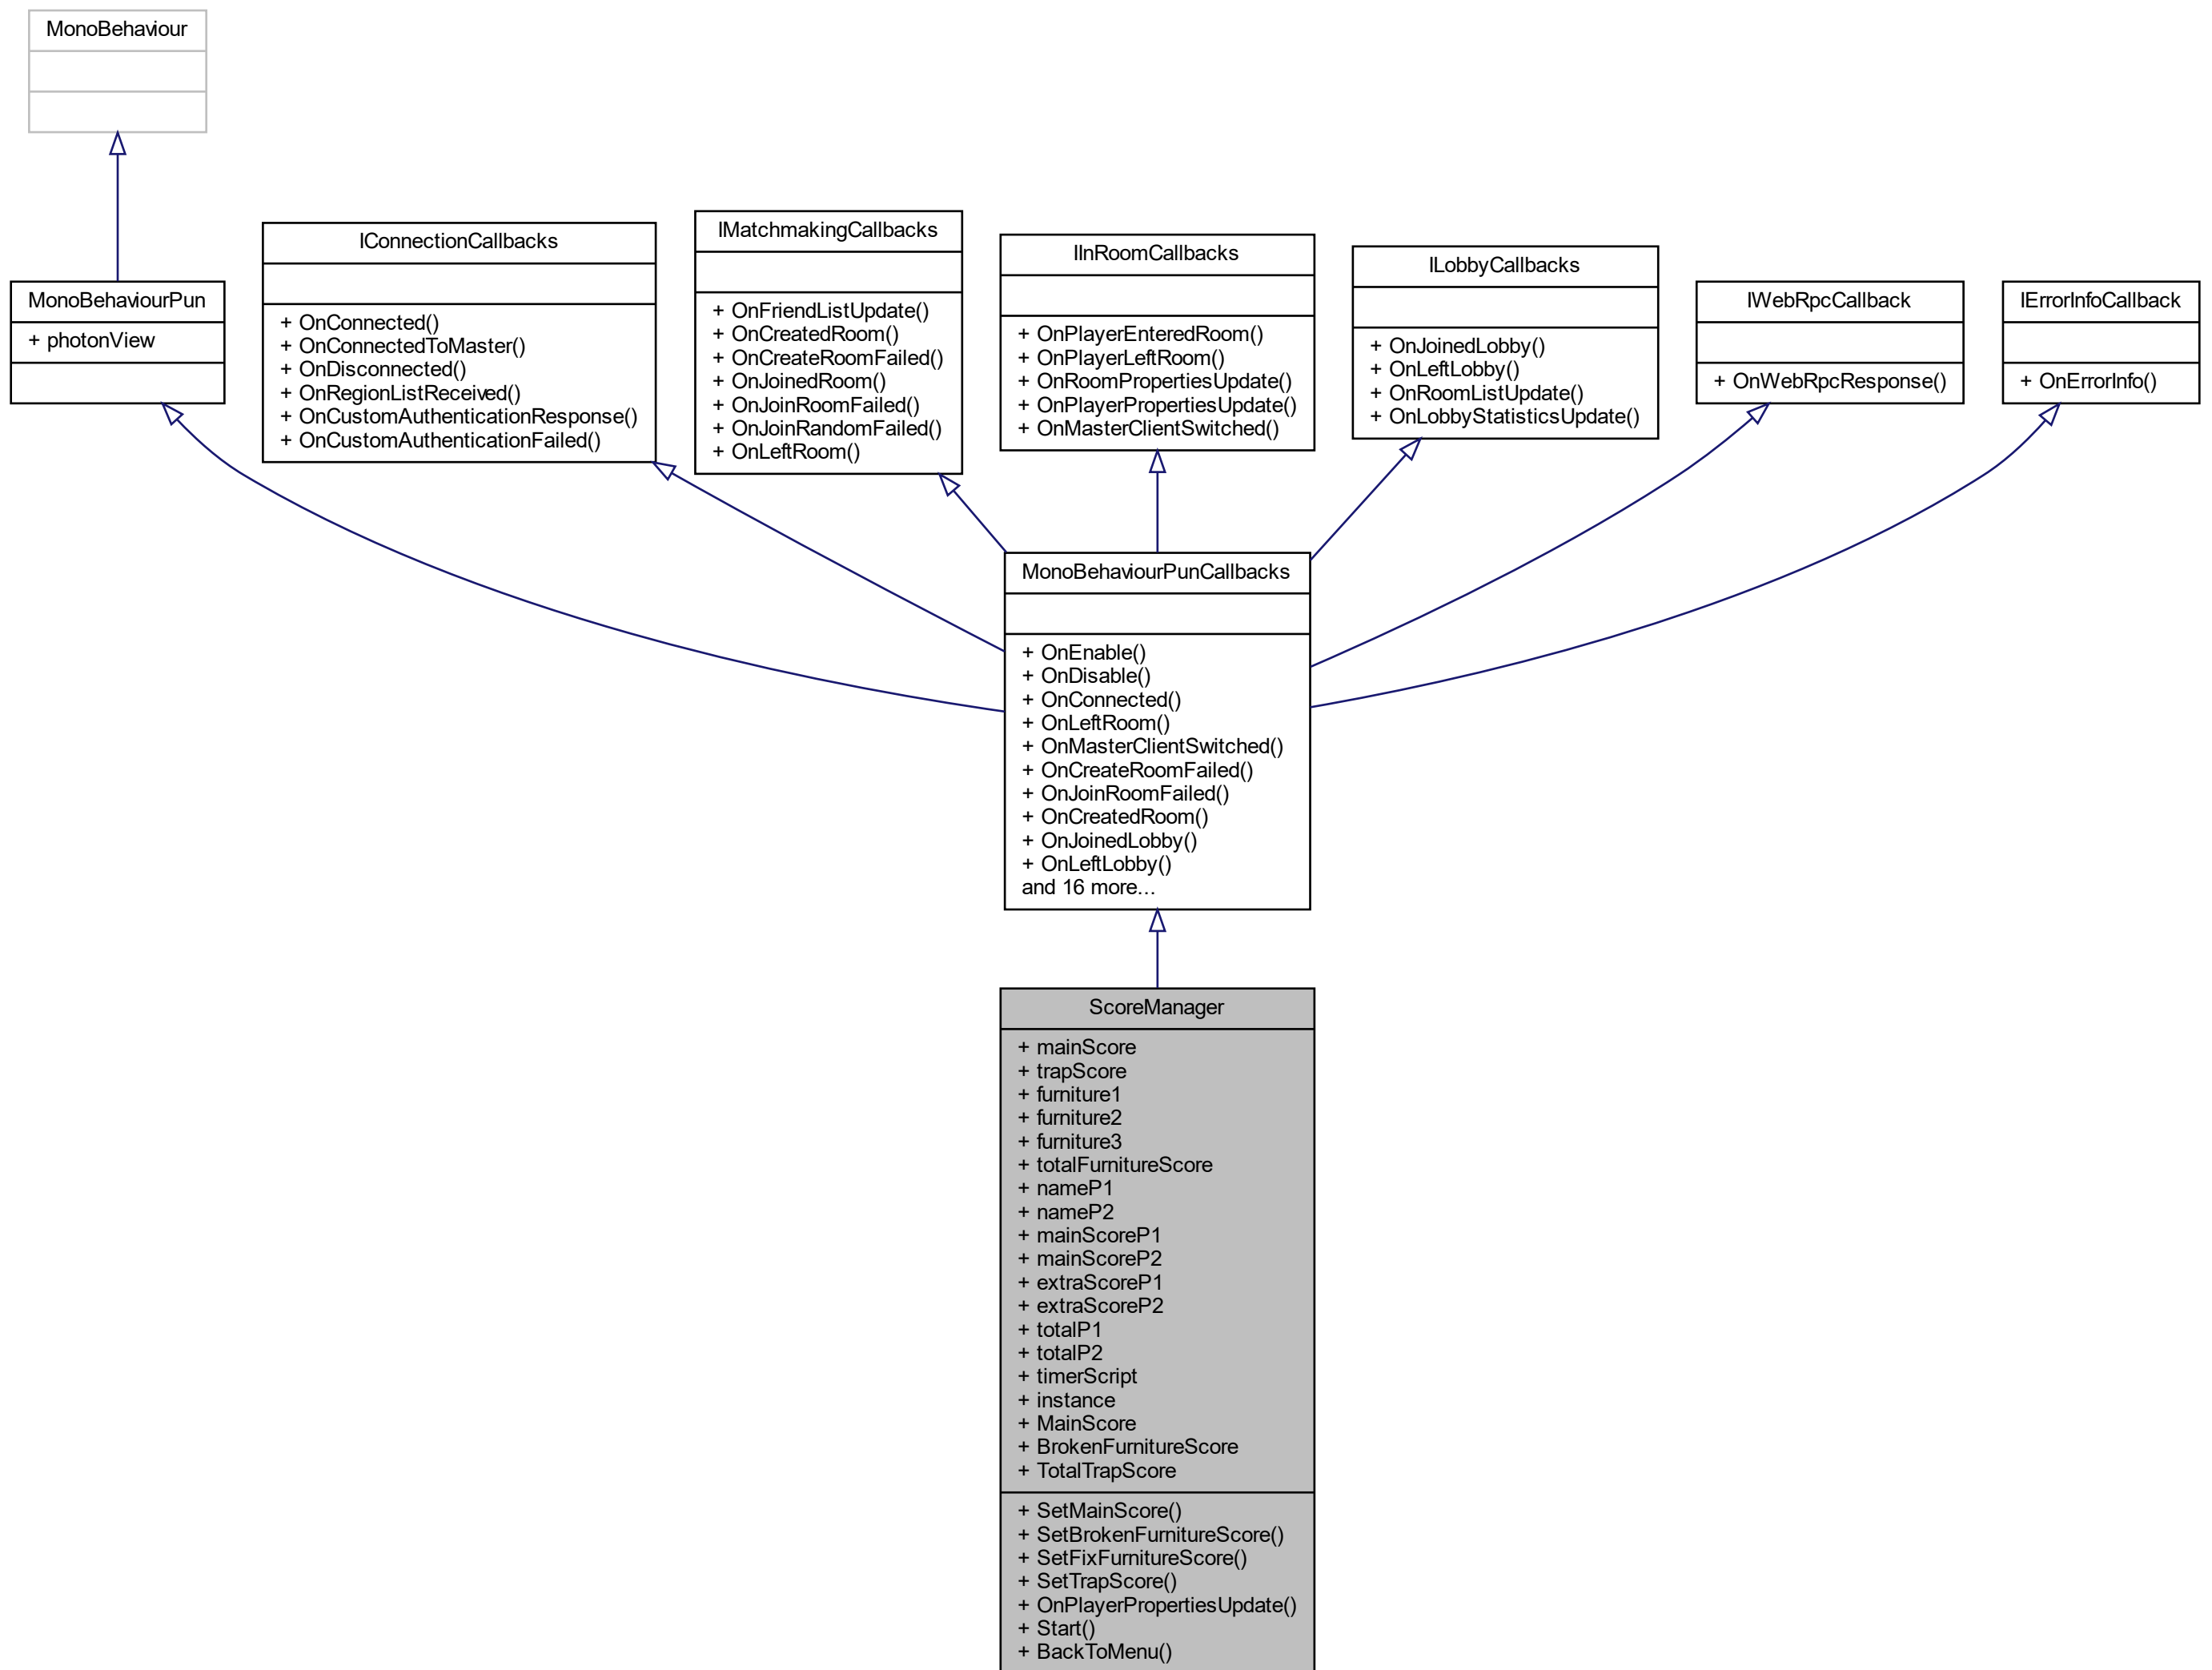 MonoBehaviour
MonoBehaviourPun
+ photonView
IConnectionCallbacks
+ OnConnected()
+ OnConnectedToMaster()
+ OnDisconnected()
+ OnRegionListReceived()
+ OnCustomAuthenticationResponse()
+ OnCustomAuthenticationFailed()
IMatchmakingCallbacks
+ OnFriendListUpdate()
+ OnCreatedRoom()
+ OnCreateRoomFailed()
+ OnJoinedRoom()
+ OnJoinRoomFailed()
+ OnJoinRandomFailed()
+ OnLeftRoom()
IInRoomCallbacks
+ OnPlayerEnteredRoom()
+ OnPlayerLeftRoom()
+ OnRoomPropertiesUpdate()
+ OnPlayerPropertiesUpdate()
+ OnMasterClientSwitched()
ILobbyCallbacks
+ OnJoinedLobby()
+ OnLeftLobby()
+ OnRoomListUpdate()
+ OnLobbyStatisticsUpdate()
IWebRpcCallback
+ OnWebRpcResponse()
IErrorInfoCallback
+ OnErrorInfo()
MonoBehaviourPunCallbacks
+ OnEnable()
+ OnDisable()
+ OnConnected()
+ OnLeftRoom()
+ OnMasterClientSwitched()
+ OnCreateRoomFailed()
+ OnJoinRoomFailed()
+ OnCreatedRoom()
+ OnJoinedLobby()
+ OnLeftLobby()
and 16 more...
ScoreManager
+ mainScore
+ trapScore
+ furniture1
+ furniture2
+ furniture3
+ totalFurnitureScore
+ nameP1
+ nameP2
+ mainScoreP1
+ mainScoreP2
+ extraScoreP1
+ extraScoreP2
+ totalP1
+ totalP2
+ timerScript
+ instance
+ MainScore
+ BrokenFurnitureScore
+ TotalTrapScore
+ SetMainScore()
+ SetBrokenFurnitureScore()
+ SetFixFurnitureScore()
+ SetTrapScore()
+ OnPlayerPropertiesUpdate()
+ Start()
+ BackToMenu()